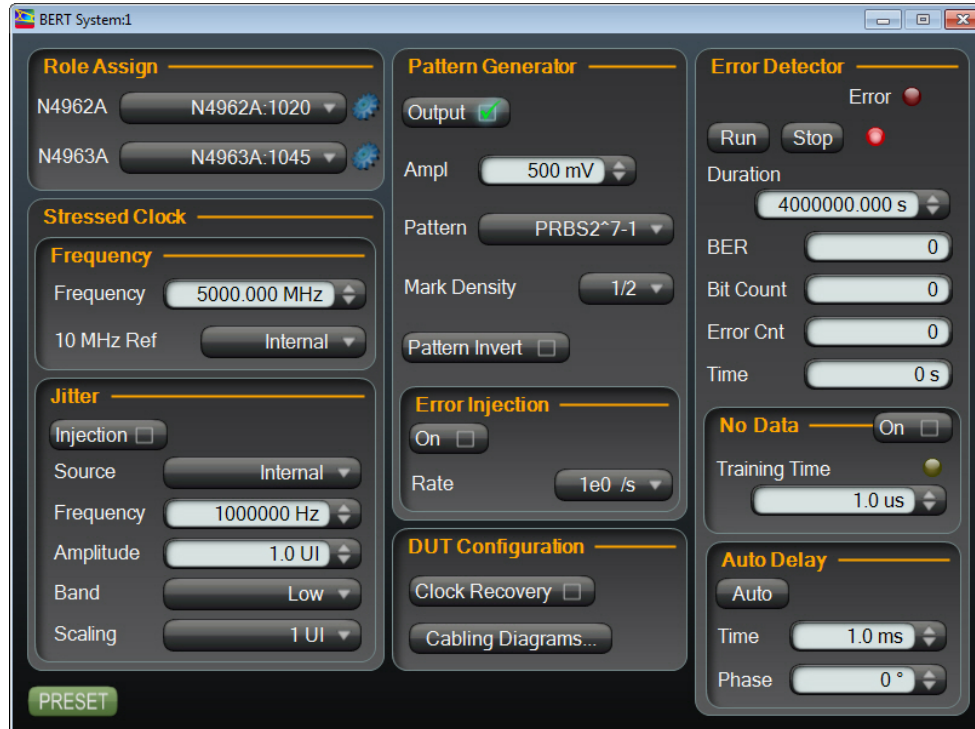 BERT System:1
Role Assign
N4962A N4962A:1020
N4963A N4963A:1045
Stressed Clock
Frequency
Frequency 5000.000 MHz
10 MHz Ref Internal
Jitter
Injection
Source Internal
Frequency 1000000 Hz
Amplitude 1.0 UI
Band Low
Scaling 1 UI
PRESET
Pattern Generator
Output
Ampl 500 mV
Pattern PRBS2^7-1
Mark Density 1/2
Pattern Invert
Error Injection
On
Rate 1e0 /s
DUT Configuration
Clock Recovery
Cabling Diagrams...
Error Detector
Error
Run Stop
Duration
4000000.000 s
BER 0
Bit Count 0
Error Cnt 0
Time 0 s
No Data On
Training Time
1.0 us
Auto Delay
Auto
Time 1.0 ms
Phase 0 °